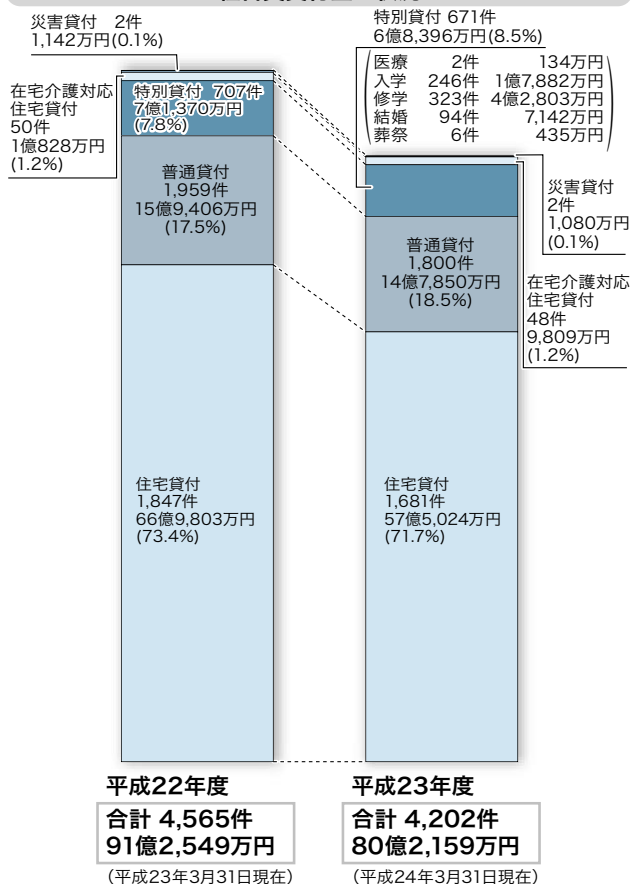 災害貸付 2件
1,142万円(0.1%)
在宅介護対応
住宅貸付
50件
1億828万円
(1.2%)
特別貸付 707件
7億1,370万円
(7.8%)
普通貸付
1,959件
15億9,406万円
(17.5%)
住宅貸付
1,847件
66億9,803万円
(73.4%)
特別貸付 671件
6億8,396万円(8.5%)
医療 2件 134万円
入学 246件 1億7,882万円
修学 323件 4億2,803万円
結婚 94件 7,142万円
葬祭 6件 435万円
災害貸付
2件
1,080万円
(0.1%)
在宅介護対応
住宅貸付
48件
9,809万円
(1.2%)
普通貸付
1,800件
14億7,850万円
(18.5%)
住宅貸付
1,681件
57億5,024万円
(71.7%)
平成22年度
合計 4,565件
91億2,549万円
(平成23年3月31日現在)
平成23年度
合計 4,202件
80億2,159万円
(平成24年3月31日現在)